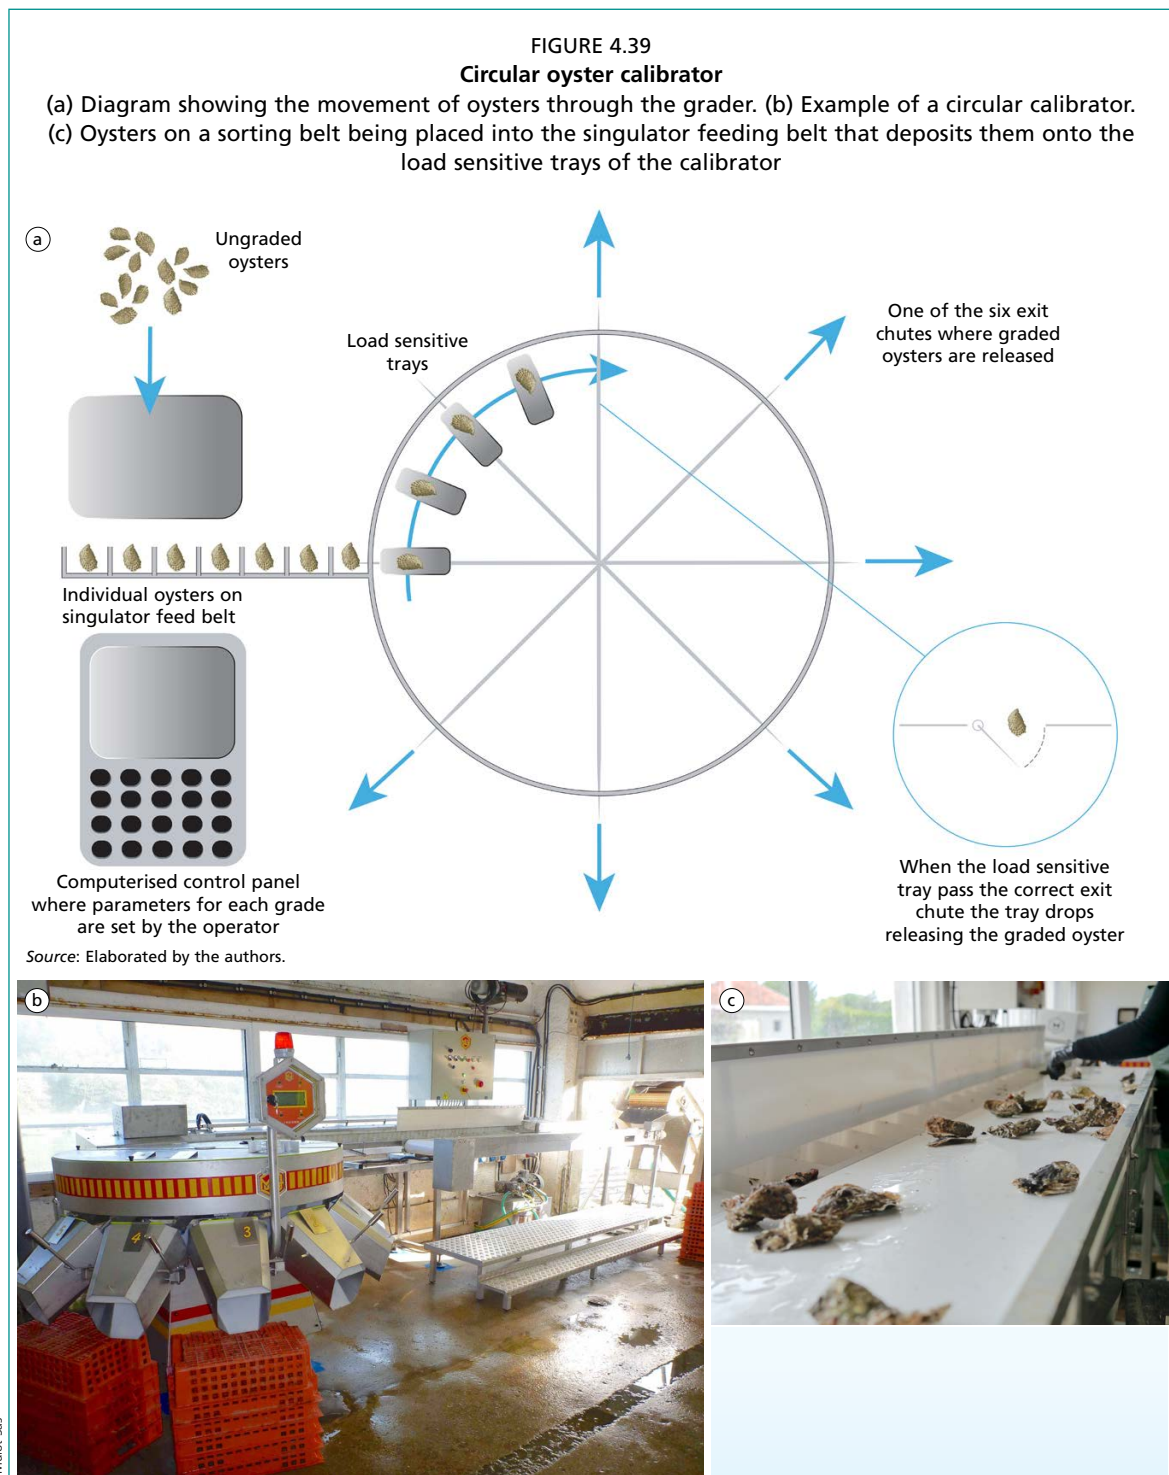 FIGURE 4.39
Circular oyster calibrator
(a) Diagram showing the movement of oysters through the grader. (b) Example of a circular calibrator.
(c) Oysters on a sorting belt being placed into the singulator feeding belt that deposits them onto the
load sensitive trays of the calibrator
a
Ungraded
oysters
Load sensitive
trays
One of the six exit
chutes where graded
oysters are released
Individual oysters on
singulator feed belt
Computerised control panel
where parameters for each grade
are set by the operator
When the load sensitive
tray pass the correct exit
chute the tray drops
releasing the graded oyster
Source: Elaborated by the authors.
b
c
4
3